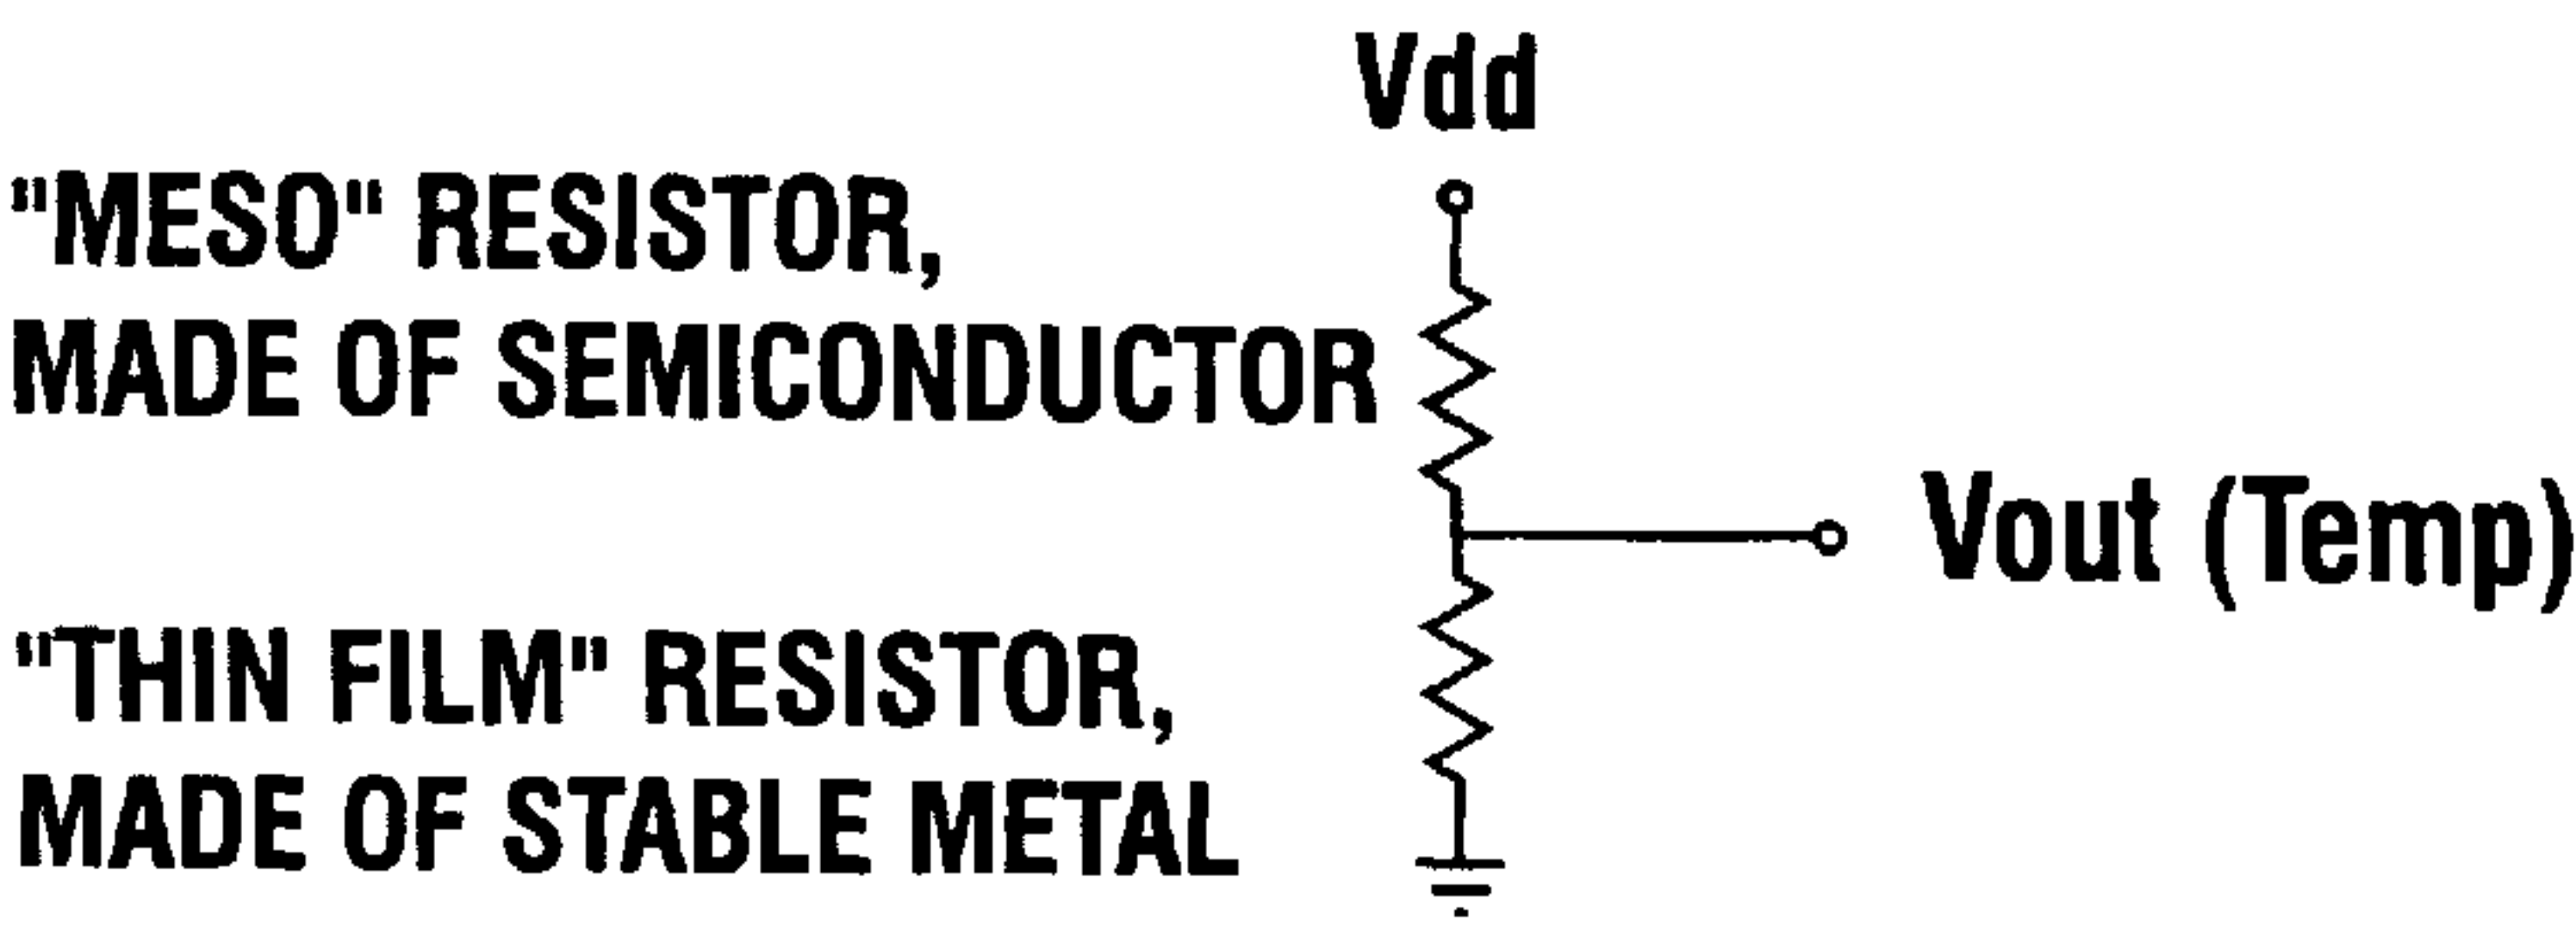 Vdd
"MESO" RESISTOR,
MADE OF SEMICONDUCTOR
Vout (Temp)
"THIN FILM" RESISTOR,
MADE OF STABLE METAL